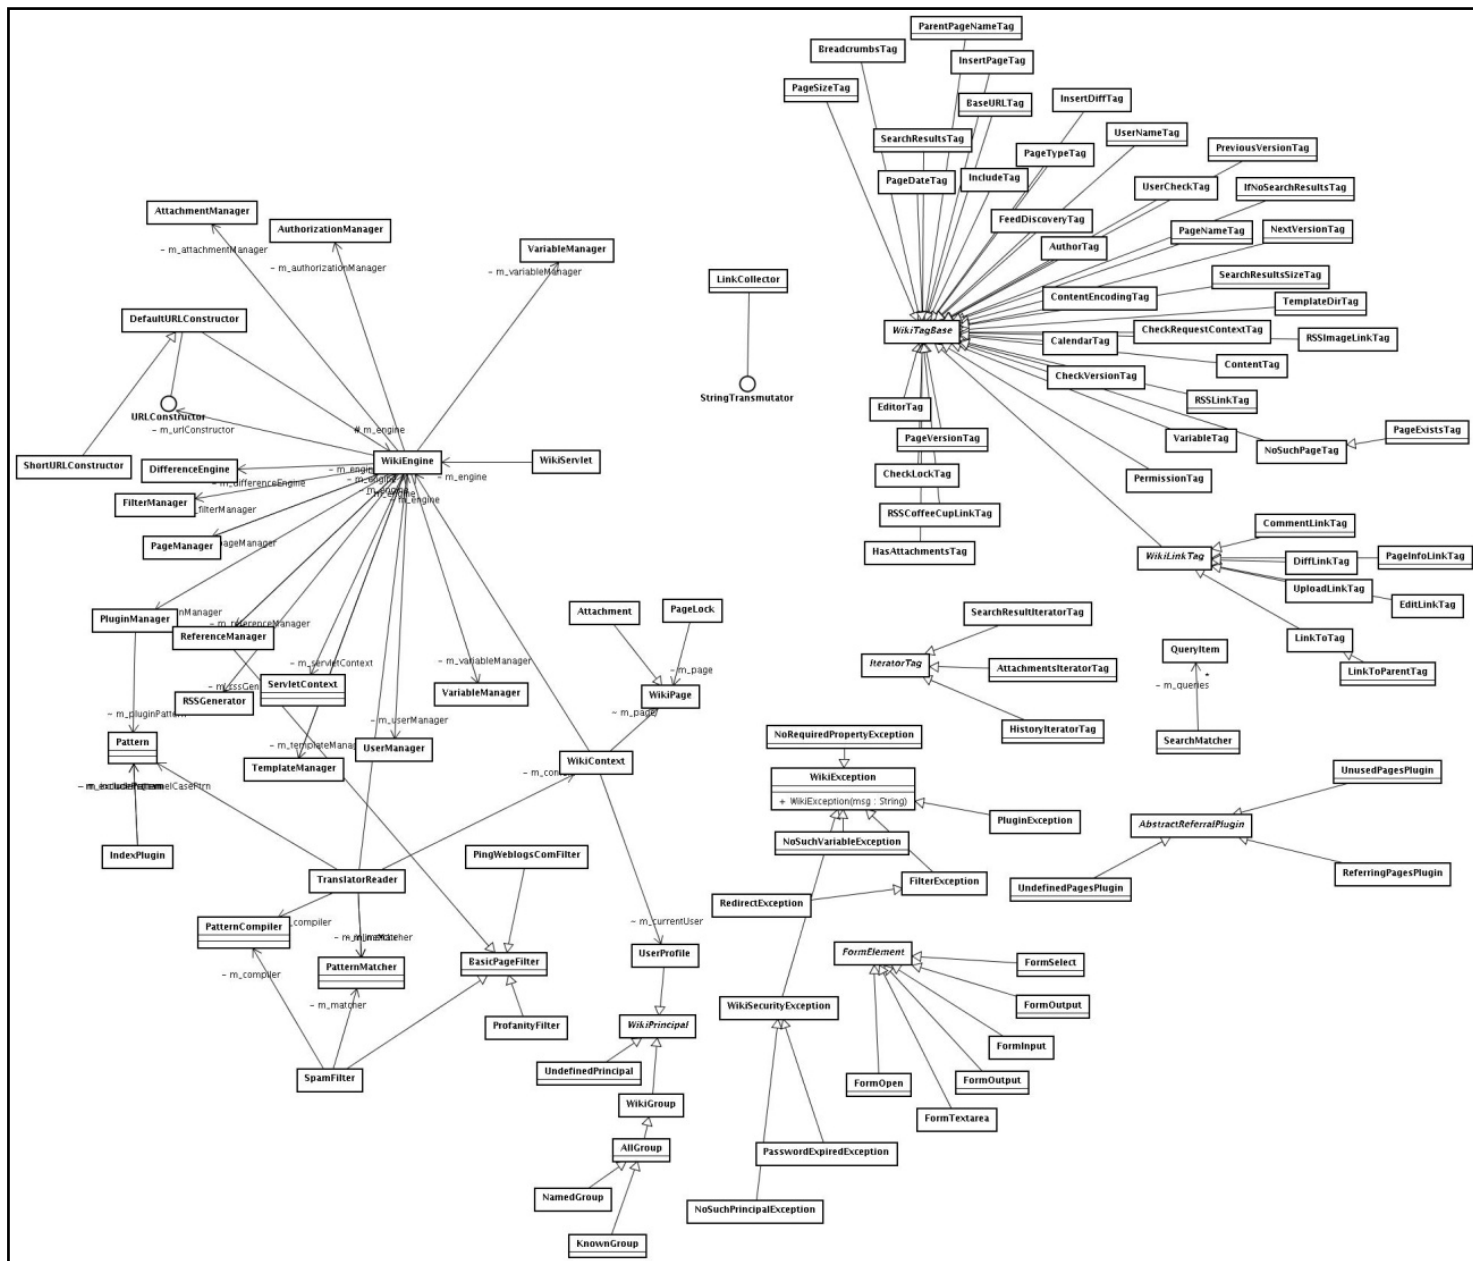 ParentPageNameTag
BreadcrumbsTag
InsertPageTag
PageSizeTag
BaseURLTag
InsertDiffTag
SearchResultsTag
UserNameTag
PageTypeTag
PreviousVersionTag
PageDateTag
IncludeTag
UserCheckTag
IfNoSearchResultsTag
AttachmentManager
FeedDiscoveryTag
AuthorizationManager
PageNameTag
NextVersionTag
AuthorTag
VariableManager
- m_attachmentManager
- m_authorizationManager
- m_variableManager
LinkCollector
SearchResultsSizeTag
ContentEncodingTag
TemplateDirTag
DefaultURLConstructor
WikiTagBase
CheckRequestContextTag
CalendarTag
RSSImageLinkTag
ContentTag
CheckVersionTag
StringTransmutator
RSSLinkTag
EditorTag
URLConstructor
- m_urlConstructor
# m_engine
PageVersionTag
VariableTag
PageExistsTag
NoSuchPageTag
ShortURLConstructor
DifferenceEngine
WikiEngine
WikiServlet
- m_engine
- m_differenceEngine
- m_engine
CheckLockTag
PermissionTag
FilterManager
filterManager
RSSCoffeeCupLinkTag
PageManager
HasAttachmentsTag
CommentLinkTag
WikiLinkTag
DiffLinkTag
PageInfoLinkTag
UploadLinkTag
EditLinkTag
PluginManager
ReferenceManager
- m_referenceManager
Attachment
PageLock
SearchResultIteratorTag
LinkToTag
QueryItem
- m_servletContext
- m_variableManager
- m_page
IteratorTag
AttachmentsIteratorTag
LinkToParentTag
ServletContext
RSSGenerator
VariableManager
WikiPage
- m_queries
*
- m_pluginPattern
- m_userManager
- m_page
HistoryIteratorTag
NoRequiredPropertyException
Pattern
UserManager
SearchMatcher
- m_templateManag
TemplateManager
WikiContext
WikiException
UnusedPagesPlugin
+ WikiException(msg : String)
PluginException
AbstractReferralPlugin
IndexPlugin
PingWeblogsComFilter
NoSuchVariableException
TranslatorReader
FilterException
ReferringPagesPlugin
UndefinedPagesPlugin
RedirectException
- m_currentUser
PatternCompiler
compiler
FormElement
PatternMatcher
BasicPageFilter
UserProfile
FormSelect
- m_compiler
- m_matcher
WikiSecurityException
FormOutput
ProfanityFilter
WikiPrincipal
FormInput
SpamFilter
UndefinedPrincipal
FormOpen
FormOutput
WikiGroup
FormTextarea
AllGroup
PasswordExpiredException
NamedGroup
NoSuchPrincipalException
KnownGroup